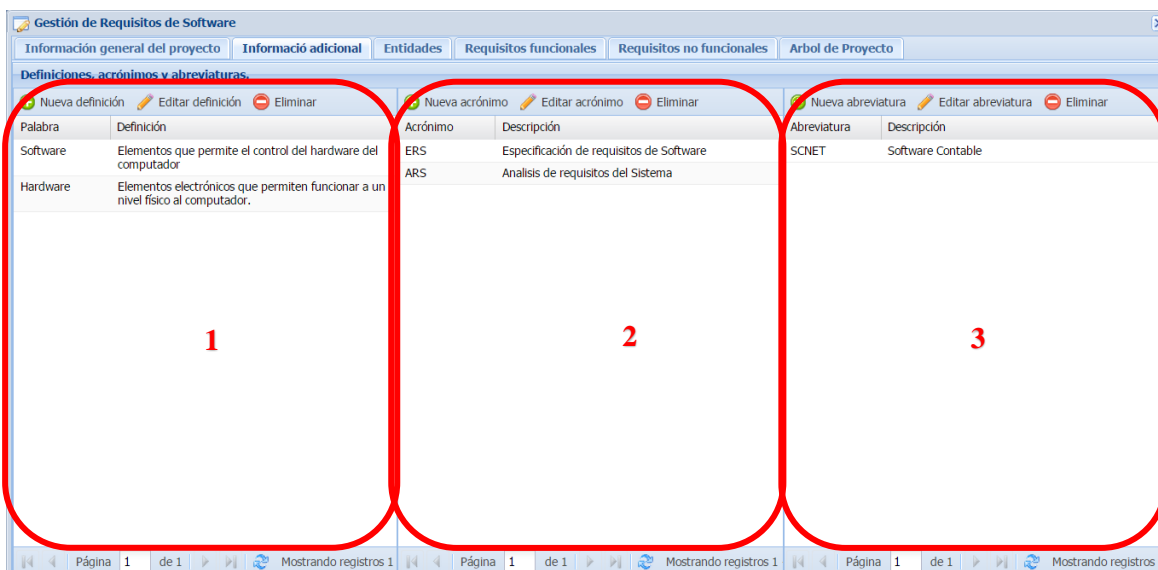 Gestión de Requisitos de Software
Información general del proyecto Informació adicional Entidades Requisitos funcionales Requisitos no funcionales Arbol de Proyecto
Definiciones, acrónimos y abreviaturas.
Nueva definición Editar definición Eliminar
Palabra Definición
Software Elementos que permite el control del hardware del
computador
Hardware Elementos electrónicos que permiten funcionar a un
nivel físico al computador.
1
Página 1 de 1 Mostrando registros 1
Nueva acrónimo Editar acrónimo Eliminar
Acrónimo Descripción
ERS Especificación de requisitos de Software
ARS Analisis de requisitos del Sistema
2
Página 1 de 1 Mostrando registros 1
Nueva abreviatura Editar abreviatura Eliminar
Abreviatura Descripción
SCNET Software Contable
3
Página 1 de 1 Mostrando registros